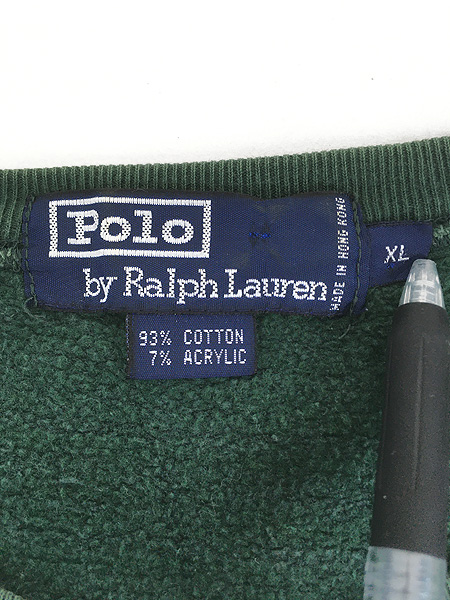 Polo
by Ralph Lauren
MADE IN HONG KONG
XL
93% COTTON
7% ACRYLIC